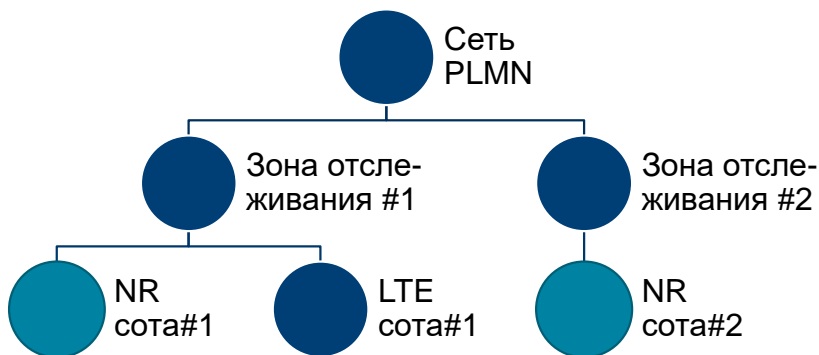 Сеть
PLMN
Зона отсле-
живания #1
Зона отсле-
живания #2
NR
сота#1
LTE
сота#1
NR
сота#2